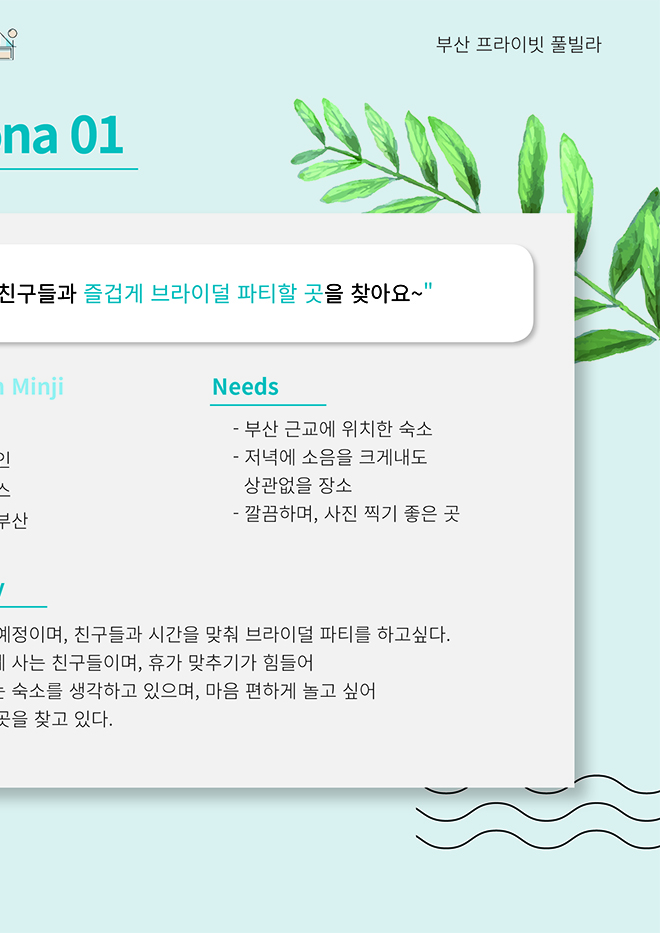 부산 프라이빗 풀빌라
ona 01
친구들과 즐겁게 브라이덜 파티할 곳을 찾아요~"
Minji
인
스
부산
Needs
- 부산 근교에 위치한 숙소
- 저녁에 소음을 크게내도
상관없을 장소
- 깔끔하며, 사진 찍기 좋은 곳
y
예정이며, 친구들과 시간을 맞춰 브라이덜 파티를 하고싶다.
에 사는 친구들이며, 휴가 맞추기가 힘들어
는 숙소를 생각하고 있으며, 마음 편하게 놀고 싶어
곳을 찾고 있다.